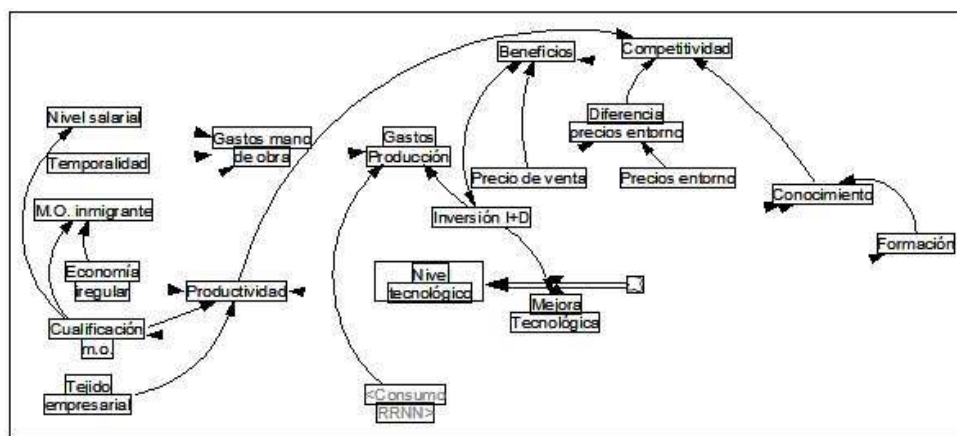 Beneficios
Competitividad
Nivel salarial
Diferencia
precios entorno
Gastos mano
de obra
Gastos
Producción
Temporalidad
Precio de venta
Precios entorno
Conocimiento
M.O. inmigrante
Inversión I+D
Formación
Economía
irregular
Nivel
tecnológico
Productividad
Mejora
Tecnológica
Cualificación
m.o.
Tejido
empresarial
<Consumo
RRNN>